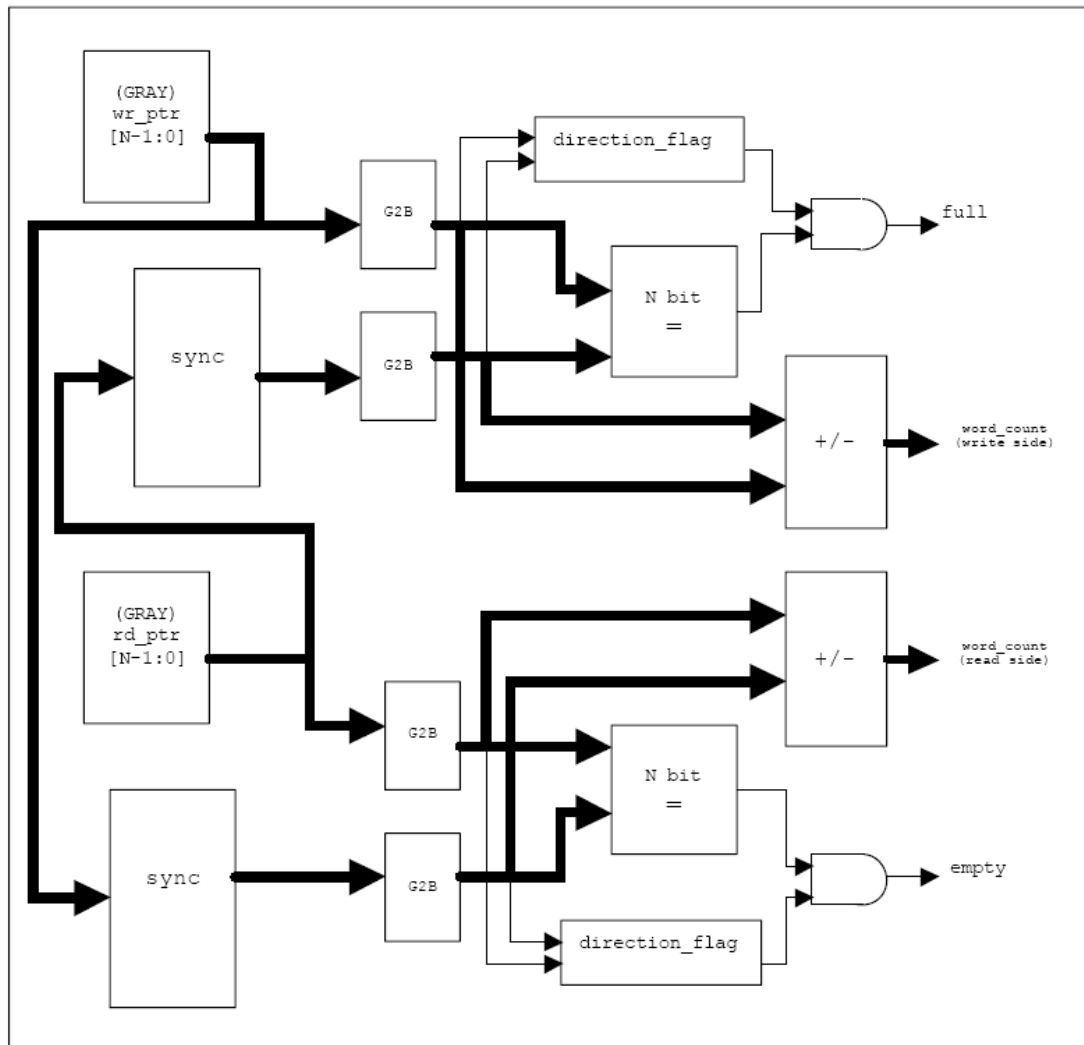 (GRAY)
wr_ptr
[N-1:0]
direction_flag
full
G2B
N bit
=
sync
G2B
word_count
(write side)
+/-
(GRAY)
rd_ptr
[N-1:0]
+/-
word_count
(read side)
G2B
N bit
=
sync
G2B
empty
direction_flag